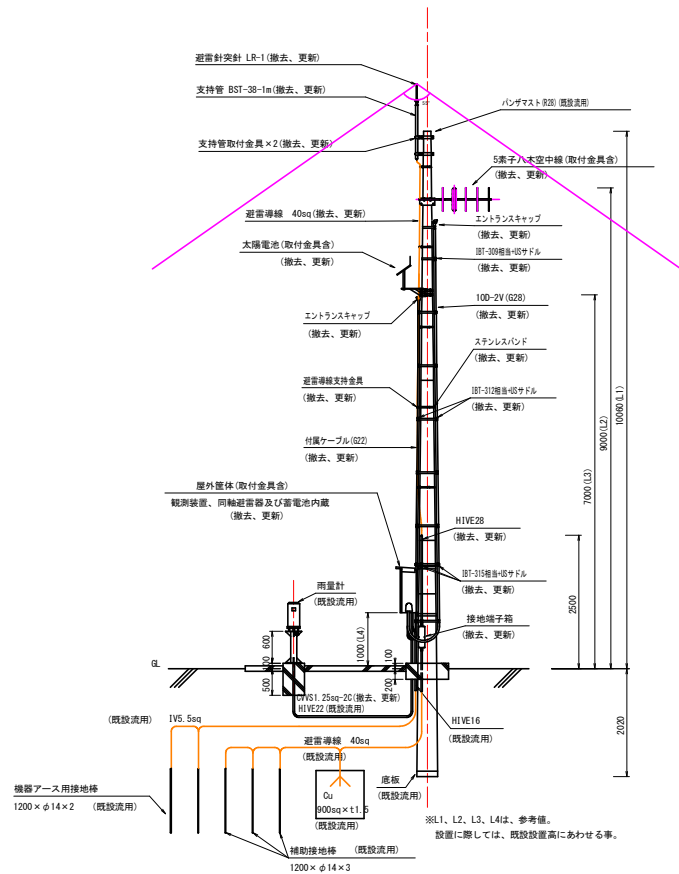 避雷針突針 LR-1(撤去、更新)
支持管 BST-38-1m(撤去、更新)
55°
パンザマスト(R28)(既設流用)
支持管取付金具×2(撤去、更新)
5素子八木空中線(取付金具含)
(撤去、更新)
避雷導線 40sq(撤去、更新)
エントランスキャップ
(撤去、更新)
太陽電池(取付金具含)
(撤去、更新)
IBT-309相当+USサドル
(撤去、更新)
10D-2V(G28)
(撤去、更新)
エントランスキャップ
(撤去、更新)
ステンレスバンド
(撤去、更新)
避雷導線支持金具
(撤去、更新)
IBT-312相当+USサドル
(撤去、更新)
付属ケーブル(G22)
(撤去、更新)
10060(L1)
9000(L2)
7000(L3)
屋外筐体(取付金具含)
観測装置、同軸避雷器及び蓄電池内蔵
(撤去、更新)
HIVE28
(撤去、更新)
IBT-315相当+USサドル
(撤去、更新)
雨量計
(既設流用)
接地端子箱
(撤去、更新)
2500
1000(L4)
600
100
100
GL
500
200
CVVS1.25sq-2C(撤去、更新)
HIVE22(既設流用)
HIVE16
(既設流用)
2020
(既設流用) IV5.5sq
避雷導線 40sq
(既設流用)
底板
(既設流用)
機器アース用接地棒
1200×φ14×2 (既設流用)
Cu
900sq×t1.5
(既設流用)
補助接地棒 (既設流用)
1200×φ14×3
※L1、L2、L3、L4は、参考値。
設置に際しては、既設設置高にあわせる事。